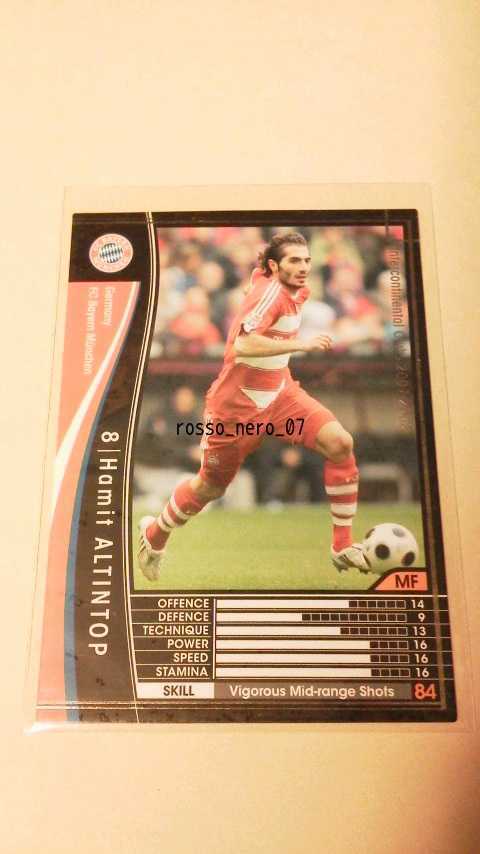 Germany
FC Bayern München
8 | Hamit ALTINTOP
Intercontinental
rosso_nero_07
MF
OFFENCE 14
DEFENCE 9
TECHNIQUE 13
POWER 16
SPEED 16
STAMINA 16
SKILL Vigorous Mid-range Shots 84